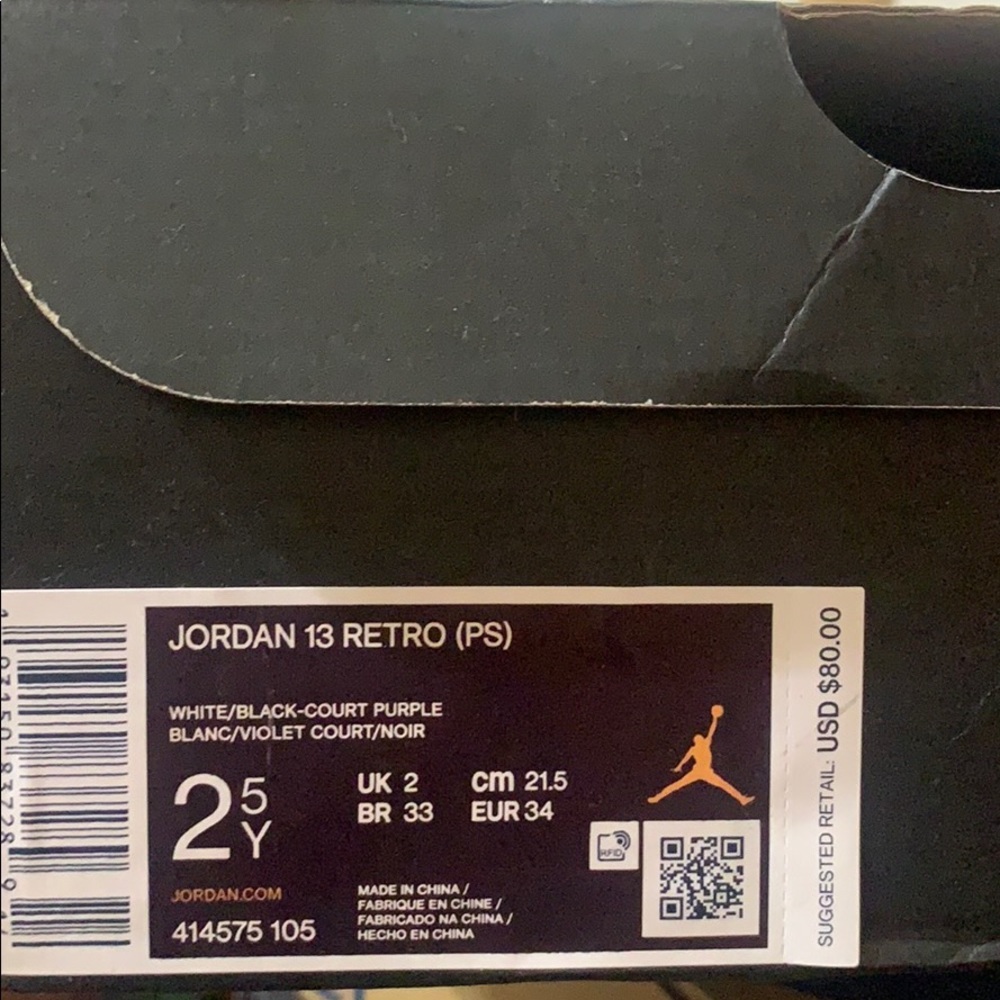 JORDAN 13 RETRO (PS)
WHITE/BLACK-COURT PURPLE
BLANC/VIOLET COURT/NOIR
2 5 Y
UK 2 cm 21.5
BR 33 EUR 34
JORDAN.COM
414575 105
MADE IN CHINA /
FABRIQUE EN CHINE /
FABRICADO NA CHINA /
HECHO EN CHINA
RFID
SUGGESTED RETAIL: USD $80.00